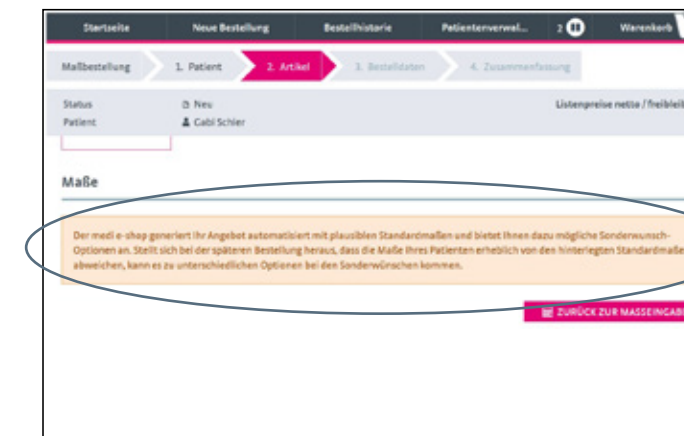 Startseite Neue Bestellung Bestellhistorie Patientenverwal... 2 Warenkorb
Maßbestellung 1. Patient 2. Artikel 3. Bestelldaten 4. Zusammenfassung
Status Neu Listenpreise netto / freibleib
Patient Gabi Schier
Maße
Der medi e-shop generiert Ihr Angebot automatisiert mit plausiblen Standardmaßen und bietet Ihnen dazu mögliche Sonderwunsch-
Optionen an. Stellt sich bei der späteren Bestellung heraus, dass die Maße Ihres Patienten erheblich von den hinterlegten Standardmaße
abweichen, kann es zu unterschiedlichen Optionen bei den Sonderwünschen kommen.
ZURÜCK ZUR MASSEINGAB